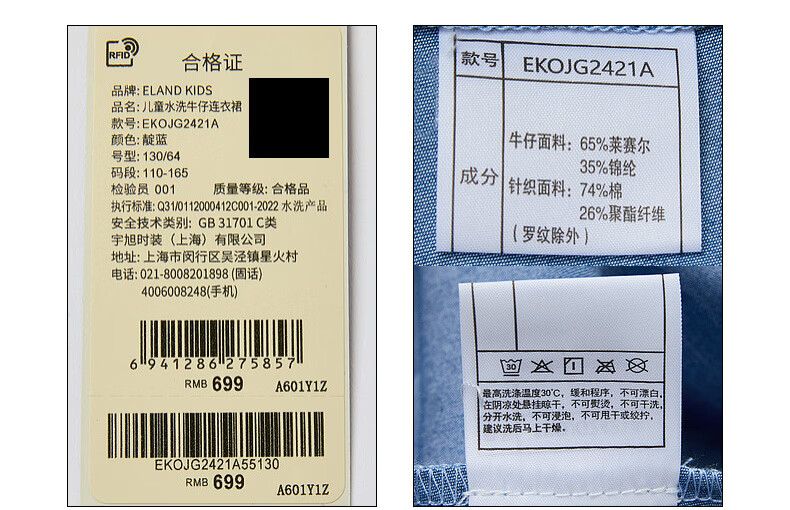 RFID
合格证
品牌: ELAND KIDS
品名: 儿童水洗牛仔连衣裙
款号: EKOJG2421A
颜色: 靛蓝
号型: 130/64
码段: 110-165
检验员 001 质量等级: 合格品
执行标准: Q31/0112000412C001-2022 水洗产品
安全技术类别: GB 31701 C类
宇旭时装（上海）有限公司
地址: 上海市闵行区吴泾镇星火村
电话: 021-8008201898 (固话)
4006008248(手机)
6 941286 275857
RMB 699 A601Y1Z
EKOJG2421A55130
RMB 699 A601Y1Z
款号 EKOJG2421A
成分
牛仔面料: 65%莱赛尔
35%锦纶
针织面料: 74%棉
26%聚酯纤维
(罗纹除外)
30
最高洗涤温度30℃，缓和程序，不可漂白，
在阴凉处悬挂晾干，不可熨烫，不可干洗，
分开水洗，不可浸泡，不可甩干或绞拧，
建议洗后马上干燥。